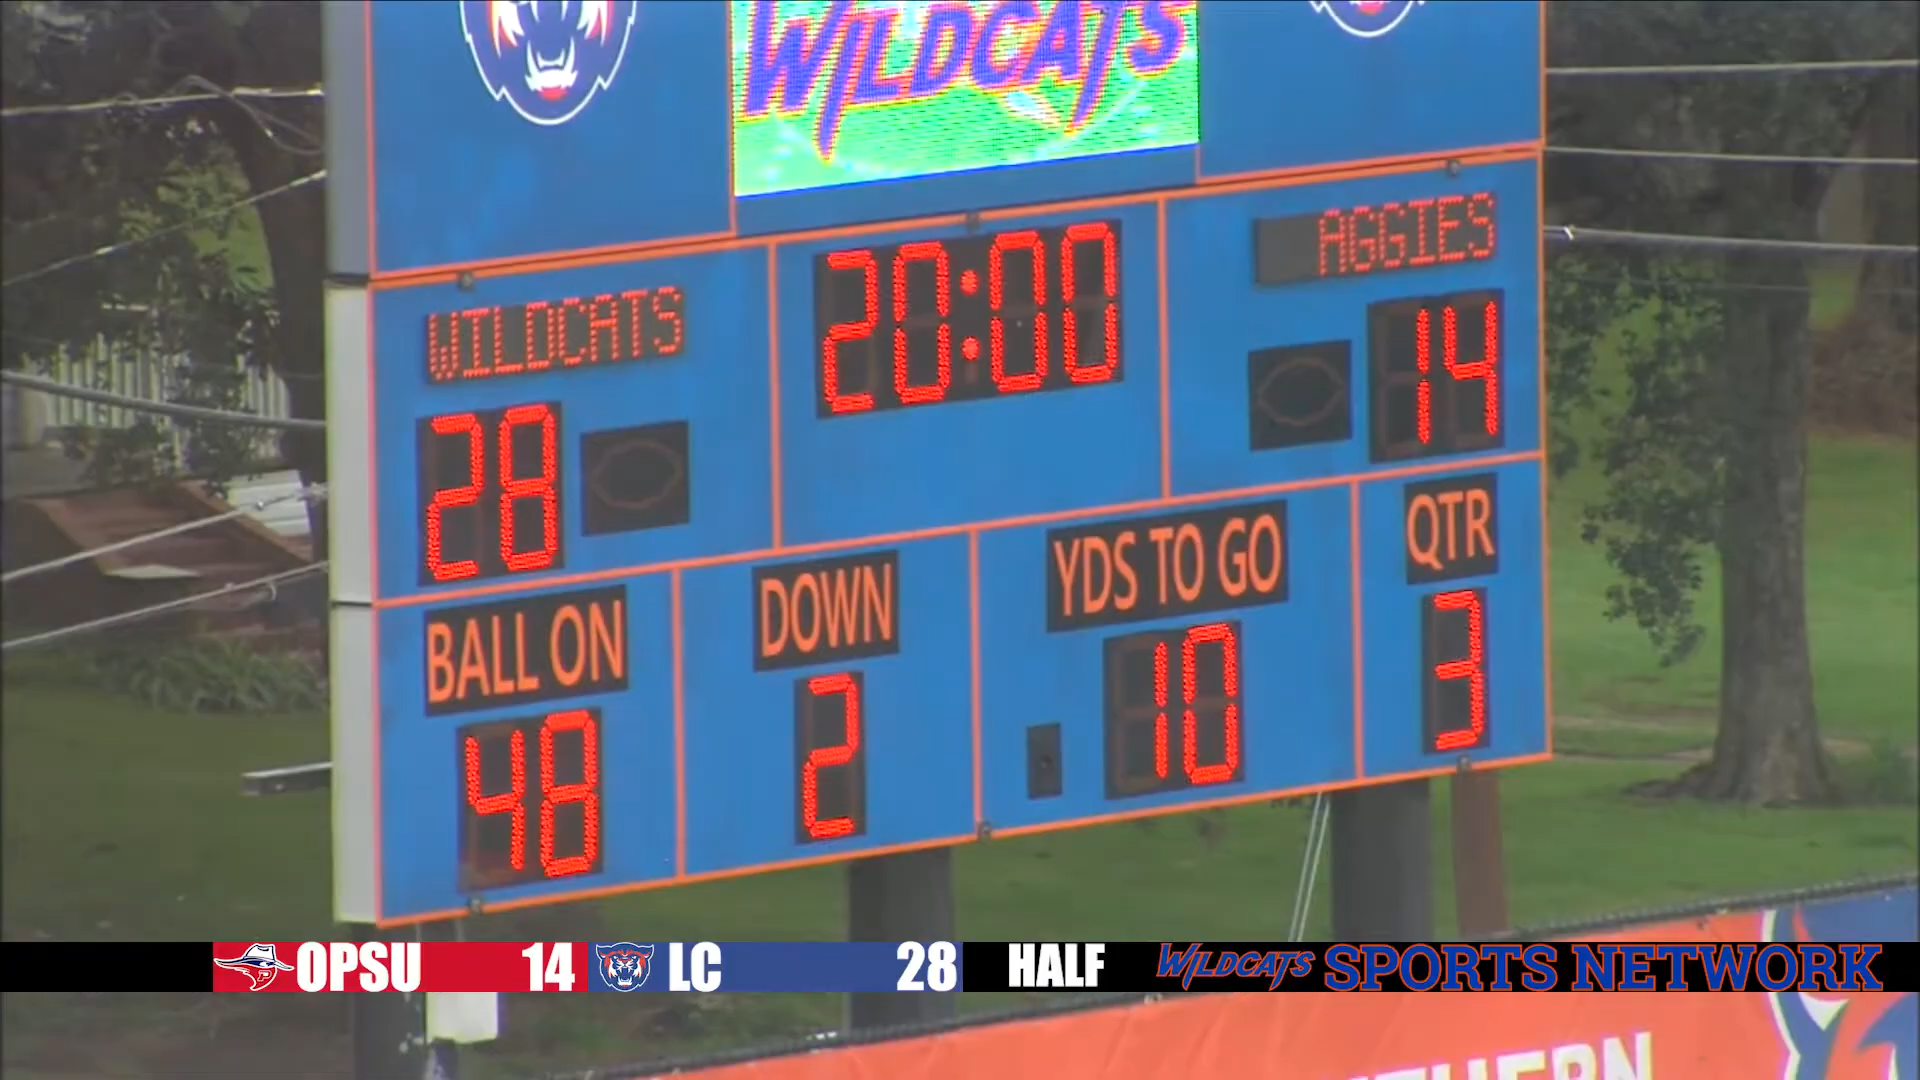 WILDCATS
WILDCATS
20:00
AGGIES
28
14
BALL ON
DOWN
YDS TO GO
QTR
48
2
10
3
OPSU 14 LC 28 HALF WILDCATS SPORTS NETWORK